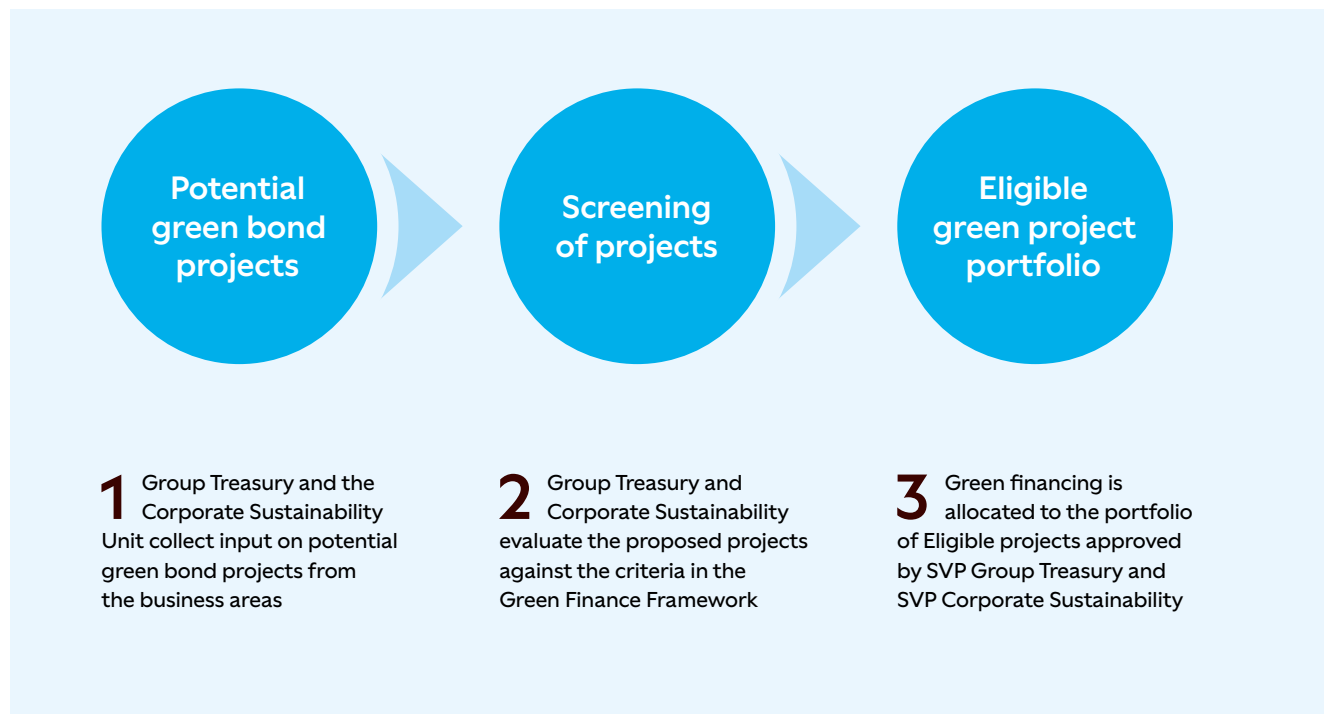 Potential
green bond
projects
Screening
of projects
Eligible
green project
portfolio
1 Group Treasury and the
Corporate Sustainability
Unit collect input on potential
green bond projects from
the business areas
2 Group Treasury and
Corporate Sustainability
evaluate the proposed projects
against the criteria in the
Green Finance Framework
3 Green financing is
allocated to the portfolio
of Eligible projects approved
by SVP Group Treasury and
SVP Corporate Sustainability